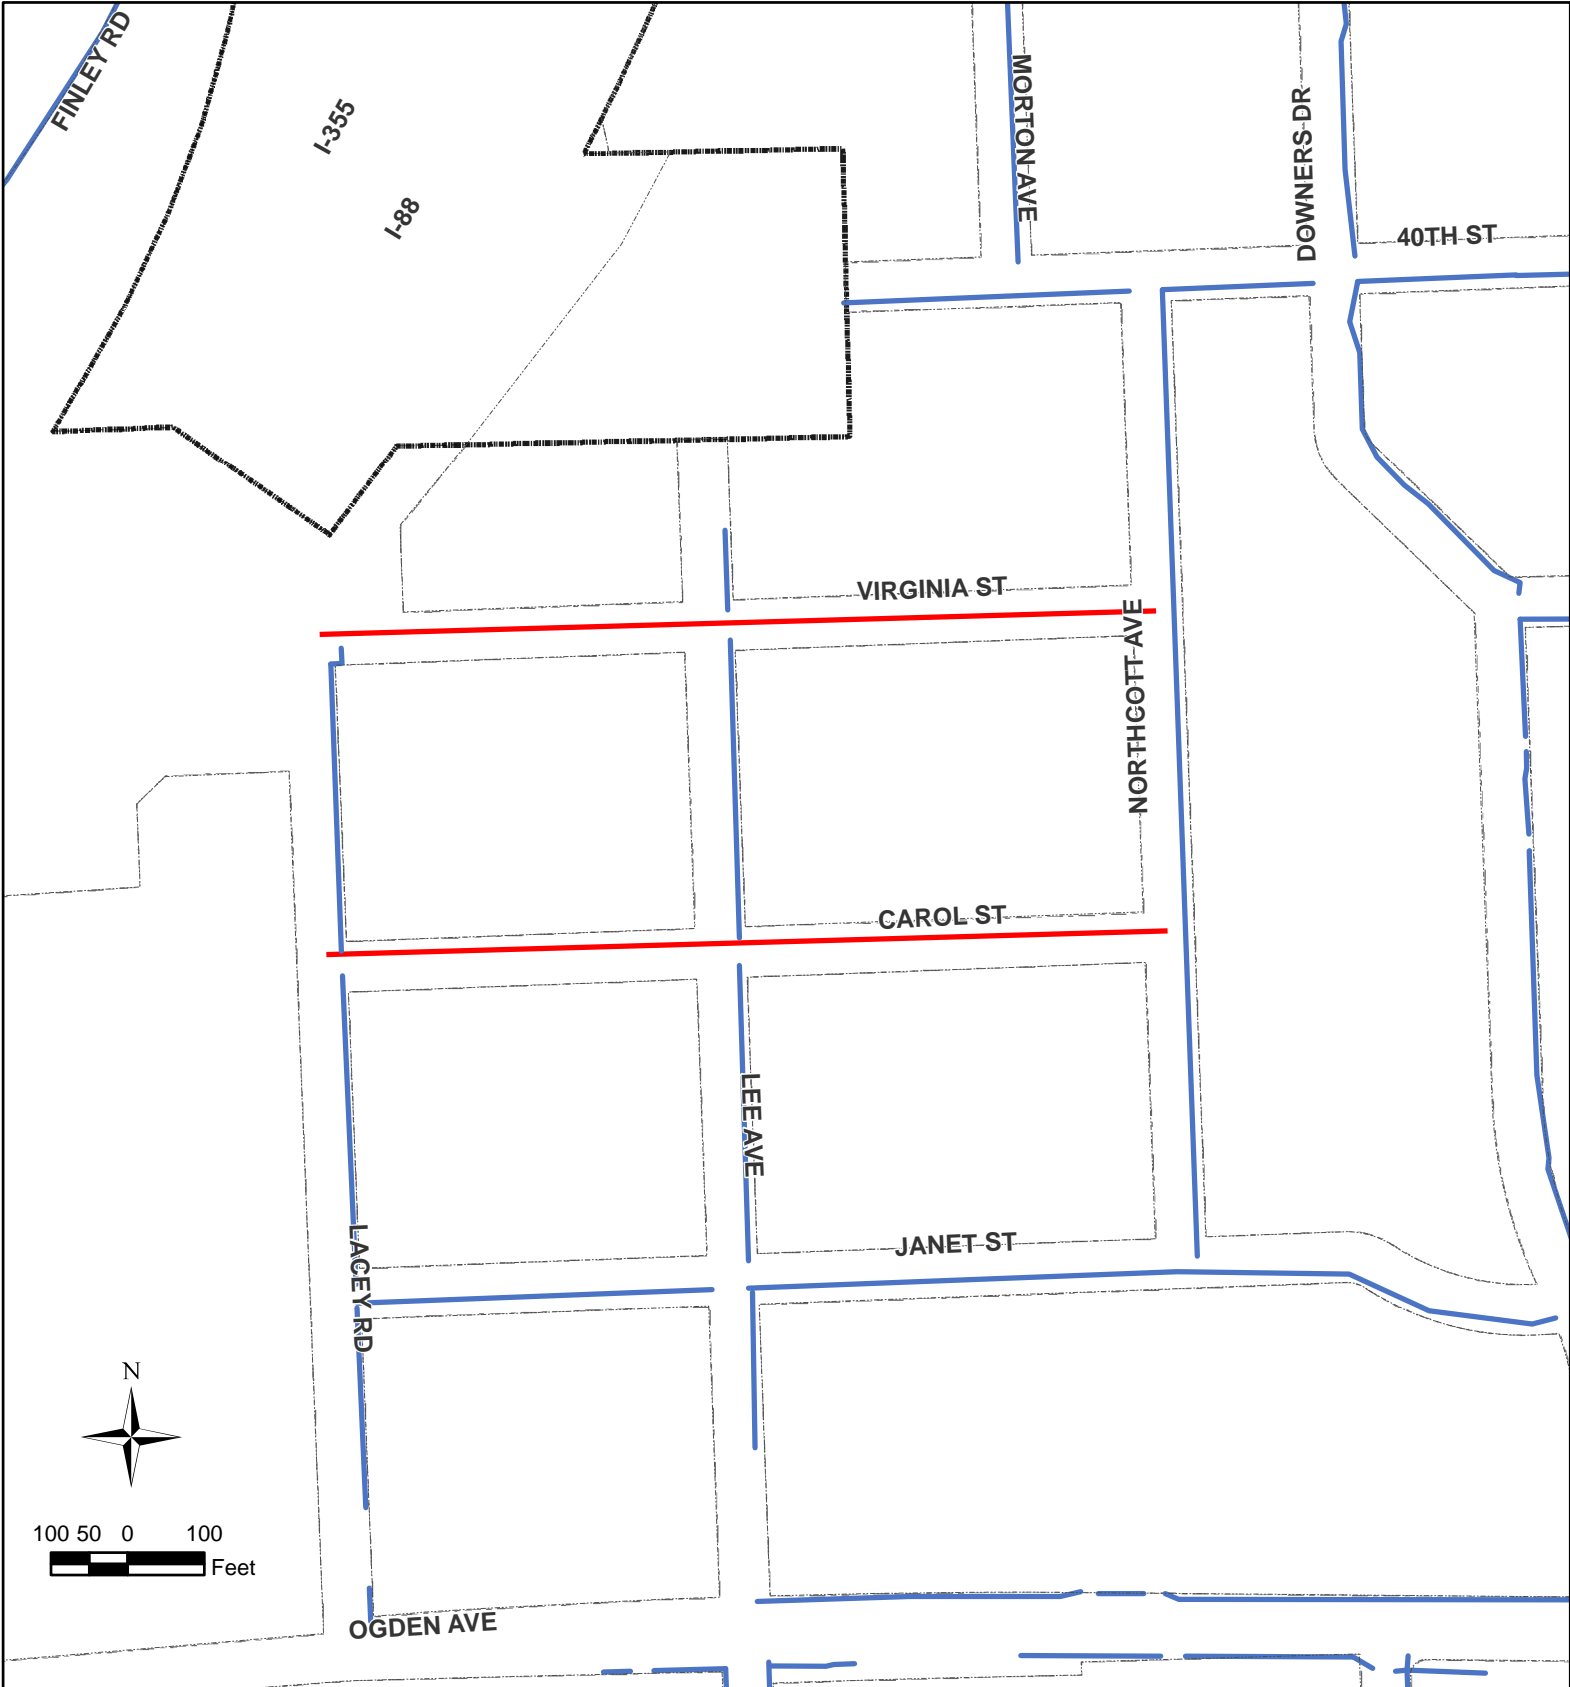 FINLEY RD
I-355
I-88
MORTON AVE
DOWNERS DR
40TH ST
VIRGINIA ST
NORTHCOTT AVE
CAROL ST
LEE AVE
JANET ST
LACEY RD
N
100 50 0 100
Feet
OGDEN AVE